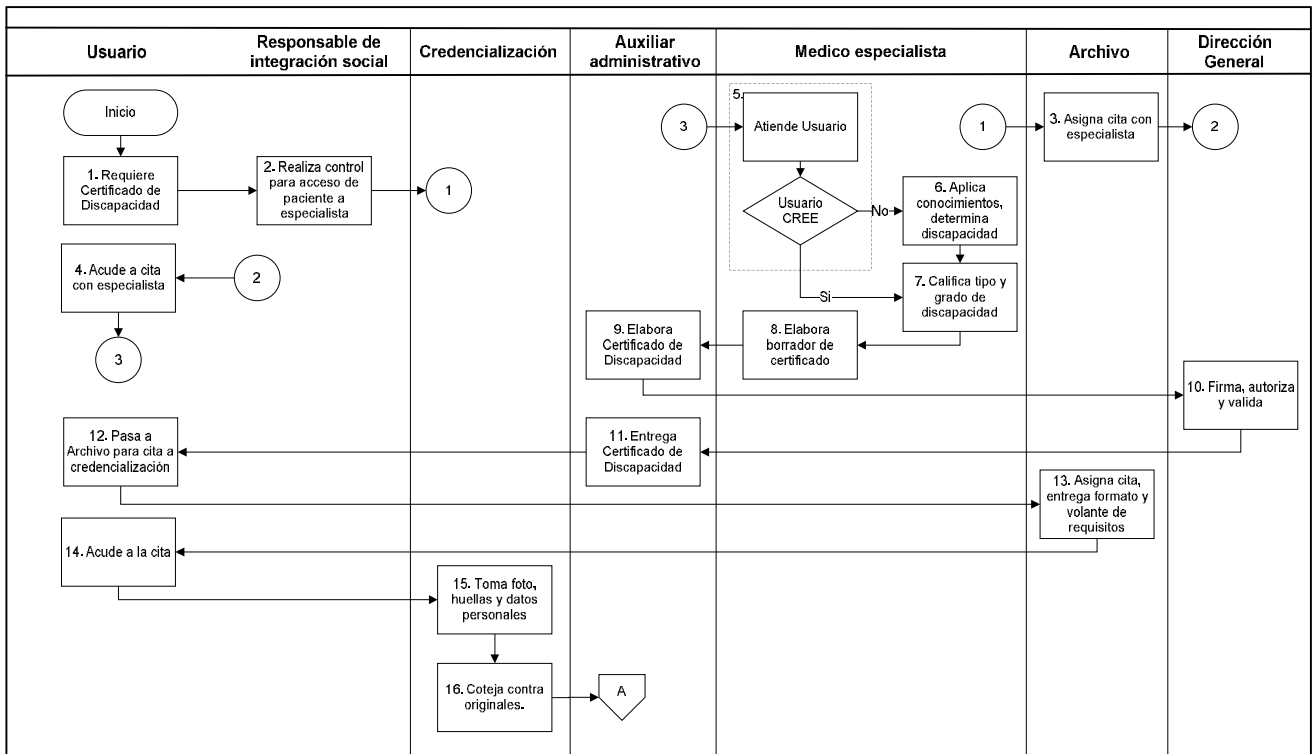 Usuario
Responsable de
integración social
Credencialización
Auxiliar
administrativo
Medico especialista
Archivo
Dirección
General
Inicio
1. Requiere
Certificado de
Discapacidad
2. Realiza control
para acceso de
paciente a
especialista
1
3
5.
Atiende Usuario
1
3. Asigna cita con
especialista
2
Usuario
CREE
No
6. Aplica
conocimientos,
determina
discapacidad
4. Acude a cita
con especialista
2
Si
7. Califica tipo y
grado de
discapacidad
3
9. Elabora
Certificado de
Discapacidad
8. Elabora
borrador de
certificado
10. Firma, autoriza
y valida
12. Pasa a
Archivo para cita a
credencialización
11. Entrega
Certificado de
Discapacidad
13. Asigna cita,
entrega formato y
volante de
requisitos
14. Acude a la cita
15. Toma foto,
huellas y datos
personales
16. Coteja contra
originales.
A